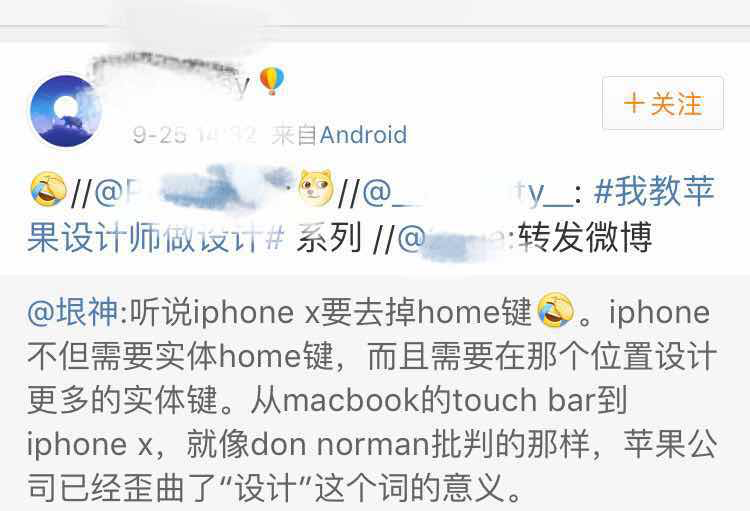 y
+关注
9-25 14:32 来自Android
🤣//@ ://@_ ty__: #我教苹
果设计师做设计# 系列 //@ :转发微博
@垠神:听说iphone x要去掉home键🤣。iphone
不但需要实体home键，而且需要在那个位置设计
更多的实体键。从macbook的touch bar到
iphone x，就像don norman批判的那样，苹果公
司已经歪曲了“设计”这个词的意义。